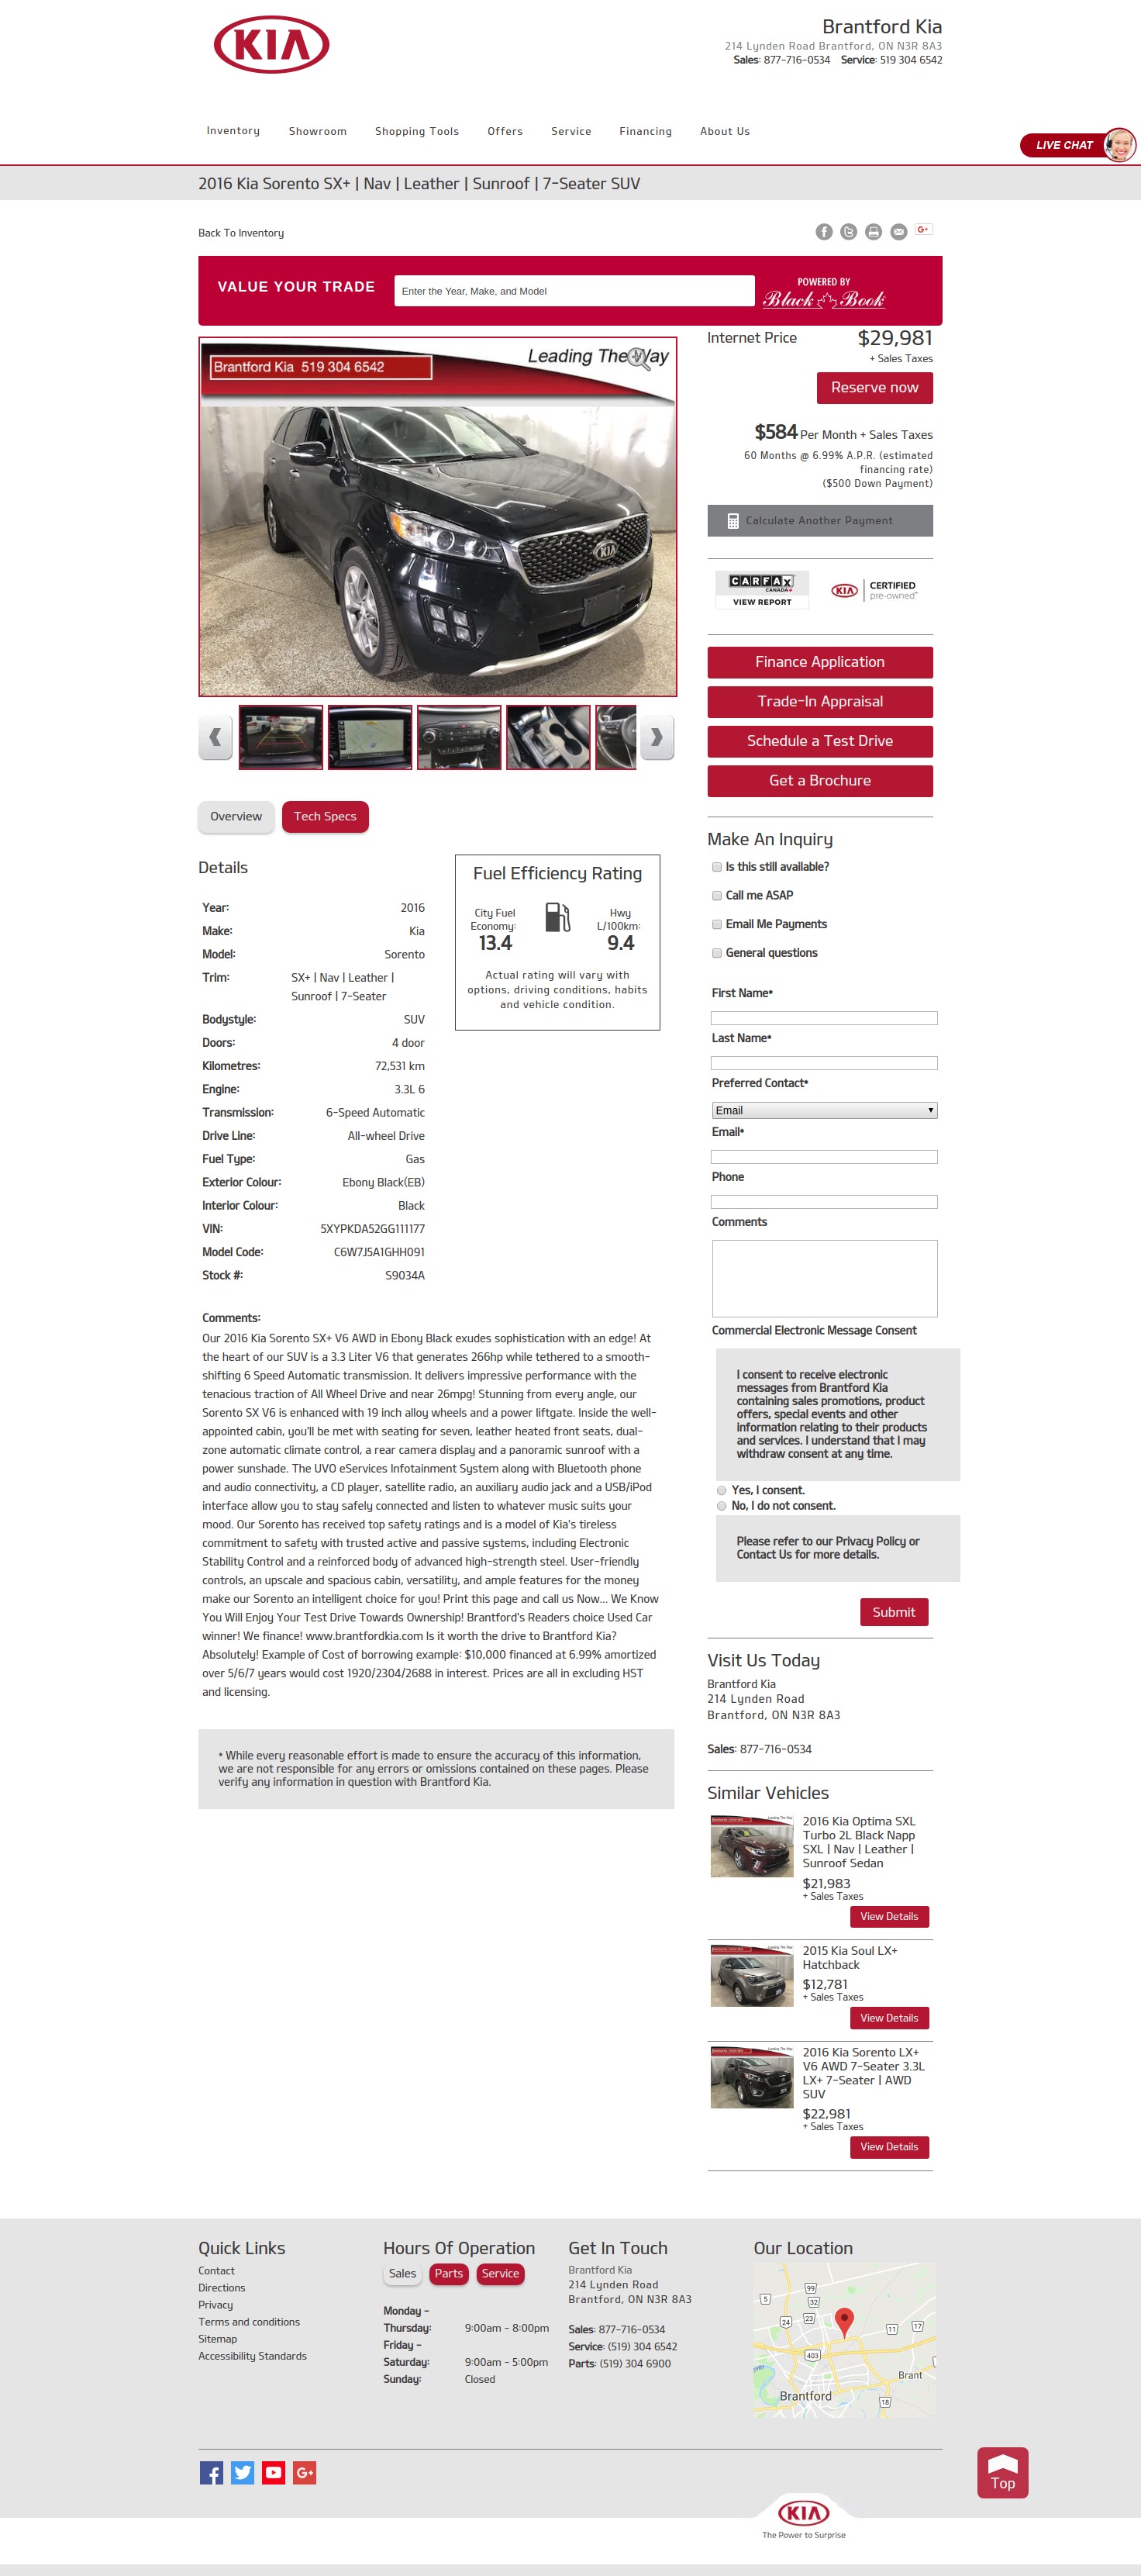 KIA
Brantford Kia
214 Lynden Road Brantford, ON N3R 8A3
Sales: 877-716-0534 Service: 519 304 6542
Inventory Showroom Shopping Tools Offers Service Financing About Us
LIVE CHAT
2016 Kia Sorento SX+ | Nav | Leather | Sunroof | 7-Seater SUV
Back To Inventory
VALUE YOUR TRADE
Enter the Year, Make, and Model
POWERED BY
Black Book
Leading The Way
Brantford Kia 519 304 6542
KIA
Internet Price $29,981
+ Sales Taxes
Reserve now
$584 Per Month + Sales Taxes
60 Months @ 6.99% A.P.R. (estimated
financing rate)
($500 Down Payment)
Calculate Another Payment
CARFAX
CANADA
VIEW REPORT
KIA CERTIFIED
pre-owned™
Finance Application
Trade-In Appraisal
Schedule a Test Drive
Get a Brochure
Overview Tech Specs
Details
Year: 2016
Make: Kia
Model: Sorento
Trim: SX+ | Nav | Leather |
Sunroof | 7-Seater
Bodystyle: SUV
Doors: 4 door
Kilometres: 72,531 km
Engine: 3.3L 6
Transmission: 6-Speed Automatic
Drive Line: All-wheel Drive
Fuel Type: Gas
Exterior Colour: Ebony Black(EB)
Interior Colour: Black
VIN: 5XYPKDA52GG111177
Model Code: C6W7J5A1GHH091
Stock #: S9034A
Fuel Efficiency Rating
City Fuel
Economy:
13.4
Hwy
L/100km:
9.4
Actual rating will vary with
options, driving conditions, habits
and vehicle condition.
Comments:
Our 2016 Kia Sorento SX+ V6 AWD in Ebony Black exudes sophistication with an edge! At
the heart of our SUV is a 3.3 Liter V6 that generates 266hp while tethered to a smooth-
shifting 6 Speed Automatic transmission. It delivers impressive performance with the
tenacious traction of All Wheel Drive and near 26mpg! Stunning from every angle, our
Sorento SX V6 is enhanced with 19 inch alloy wheels and a power liftgate. Inside the well-
appointed cabin, you'll be met with seating for seven, leather heated front seats, dual-
zone automatic climate control, a rear camera display and a panoramic sunroof with a
power sunshade. The UVO eServices Infotainment System along with Bluetooth phone
and audio connectivity, a CD player, satellite radio, an auxiliary audio jack and a USB/iPod
interface allow you to stay safely connected and listen to whatever music suits your
mood. Our Sorento has received top safety ratings and is a model of Kia's tireless
commitment to safety with trusted active and passive systems, including Electronic
Stability Control and a reinforced body of advanced high-strength steel. User-friendly
controls, an upscale and spacious cabin, versatility, and ample features for the money
make our Sorento an intelligent choice for you! Print this page and call us Now... We Know
You Will Enjoy Your Test Drive Towards Ownership! Brantford's Readers choice Used Car
winner! We finance! www.brantfordkia.com Is it worth the drive to Brantford Kia?
Absolutely! Example of Cost of borrowing example: $10,000 financed at 6.99% amortized
over 5/6/7 years would cost 1920/2304/2688 in interest. Prices are all in excluding HST
and licensing.
* While every reasonable effort is made to ensure the accuracy of this information,
we are not responsible for any errors or omissions contained on these pages. Please
verify any information in question with Brantford Kia.
Make An Inquiry
Is this still available?
Call me ASAP
Email Me Payments
General questions
First Name*
Last Name*
Preferred Contact*
Email
Email*
Phone
Comments
Commercial Electronic Message Consent
I consent to receive electronic
messages from Brantford Kia
containing sales promotions, product
offers, special events and other
information relating to their products
and services. I understand that I may
withdraw consent at any time.
Yes, I consent.
No, I do not consent.
Please refer to our Privacy Policy or
Contact Us for more details.
Submit
Visit Us Today
Brantford Kia
214 Lynden Road
Brantford, ON N3R 8A3
Sales: 877-716-0534
Similar Vehicles
2016 Kia Optima SXL
Turbo 2L Black Napp
SXL | Nav | Leather |
Sunroof Sedan
$21,983
+ Sales Taxes
View Details
2015 Kia Soul LX+
Hatchback
$12,781
+ Sales Taxes
View Details
2016 Kia Sorento LX+
V6 AWD 7-Seater 3.3L
LX+ 7-Seater | AWD
SUV
$22,981
+ Sales Taxes
View Details
Quick Links
Contact
Directions
Privacy
Terms and conditions
Sitemap
Accessibility Standards
Hours Of Operation
Sales Parts Service
Monday -
Thursday: 9:00am - 8:00pm
Friday -
Saturday: 9:00am - 5:00pm
Sunday: Closed
Get In Touch
Brantford Kia
214 Lynden Road
Brantford, ON N3R 8A3
Sales: 877-716-0534
Service: (519) 304 6542
Parts: (519) 304 6900
Our Location
99
5
32
24
23
11
17
403
Brant
Brantford
18
Top
KIA
The Power to Surprise